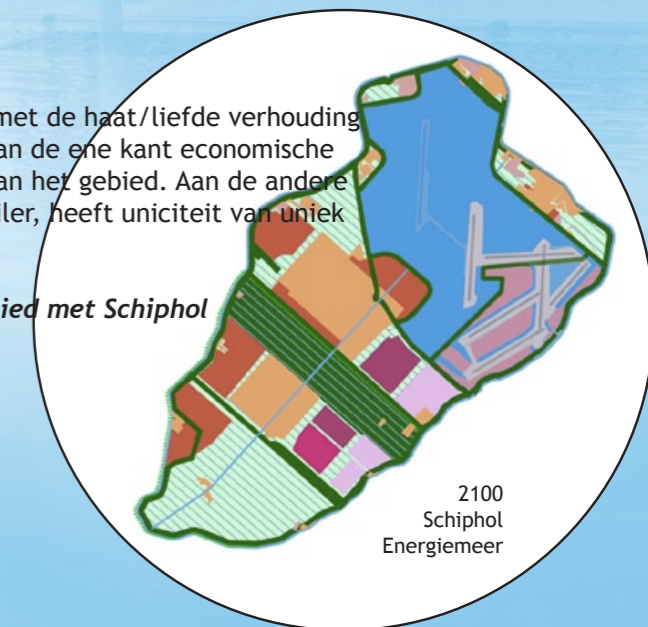 met de haat/liefde verhouding
an de ene kant economische
an het gebied. Aan de andere
iler, heeft uniciteit van uniek
ied met Schiphol
2100
Schiphol
Energiemeer